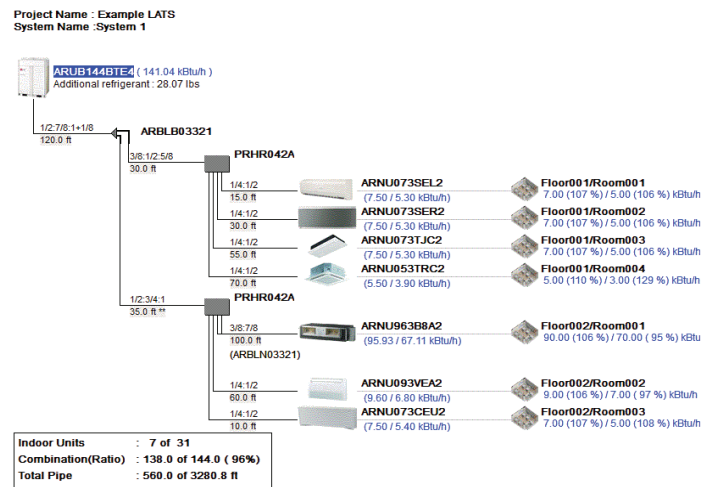 Project Name : Example LATS
System Name :System 1
ARUB144BTE4 ( 141.04 kBtu/h )
Additional refrigerant : 28.07 lbs
1/2:7/8:1+1/8
120.0 ft
ARBLB03321
3/8:1/2:5/8
30.0 ft
PRHR042A
1/4:1/2
15.0 ft
ARNU073SEL2
(7.50 / 5.30 kBtu/h)
Floor001/Room001
7.00 (107 %) / 5.00 (106 %) kBtu/h
1/4:1/2
30.0 ft
ARNU073SER2
(7.50 / 5.30 kBtu/h)
Floor001/Room002
7.00 (107 %) / 5.00 (106 %) kBtu/h
1/4:1/2
55.0 ft
ARNU073TJC2
(7.50 / 5.30 kBtu/h)
Floor001/Room003
7.00 (107 %) / 5.00 (106 %) kBtu/h
1/4:1/2
70.0 ft
ARNU053TRC2
(5.50 / 3.90 kBtu/h)
Floor001/Room004
5.00 (110 %) / 3.00 (129 %) kBtu/h
1/2:3/4:1
35.0 ft **
PRHR042A
3/8:7/8
100.0 ft
(ARBLN03321)
ARNU963B8A2
(95.93 / 67.11 kBtu/h)
Floor002/Room001
90.00 (106 %) / 70.00 ( 95 %) kBtu
1/4:1/2
60.0 ft
ARNU093VEA2
(9.60 / 6.80 kBtu/h)
Floor002/Room002
9.00 (106 %) / 7.00 ( 97 %) kBtu/h
1/4:1/2
10.0 ft
ARNU073CEU2
(7.50 / 5.40 kBtu/h)
Floor002/Room003
7.00 (107 %) / 5.00 (108 %) kBtu/h
Indoor Units : 7 of 31
Combination(Ratio) : 138.0 of 144.0 ( 96%)
Total Pipe : 560.0 of 3280.8 ft